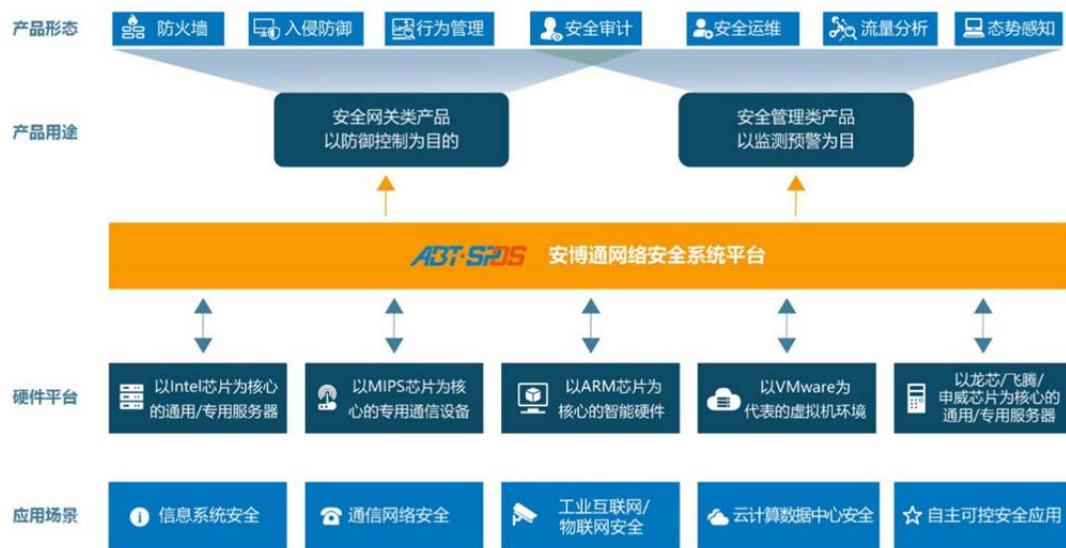 产品形态
防火墙
入侵防御
行为管理
安全审计
安全运维
流量分析
态势感知
产品用途
安全网关类产品
以防御控制为目的
安全管理类产品
以监测预警为目
ABT·SPOS 安博通网络安全系统平台
硬件平台
以Intel芯片为核心
的通用/专用服务器
以MIPS芯片为核
心的专用通信设备
以ARM芯片为
核心的智能硬件
以VMware为
代表的虚拟机环境
以龙芯/飞腾/
申威芯片为核心的
通用/专用服务器
应用场景
信息系统安全
通信网络安全
工业互联网/
物联网安全
云计算数据中心安全
自主可控安全应用